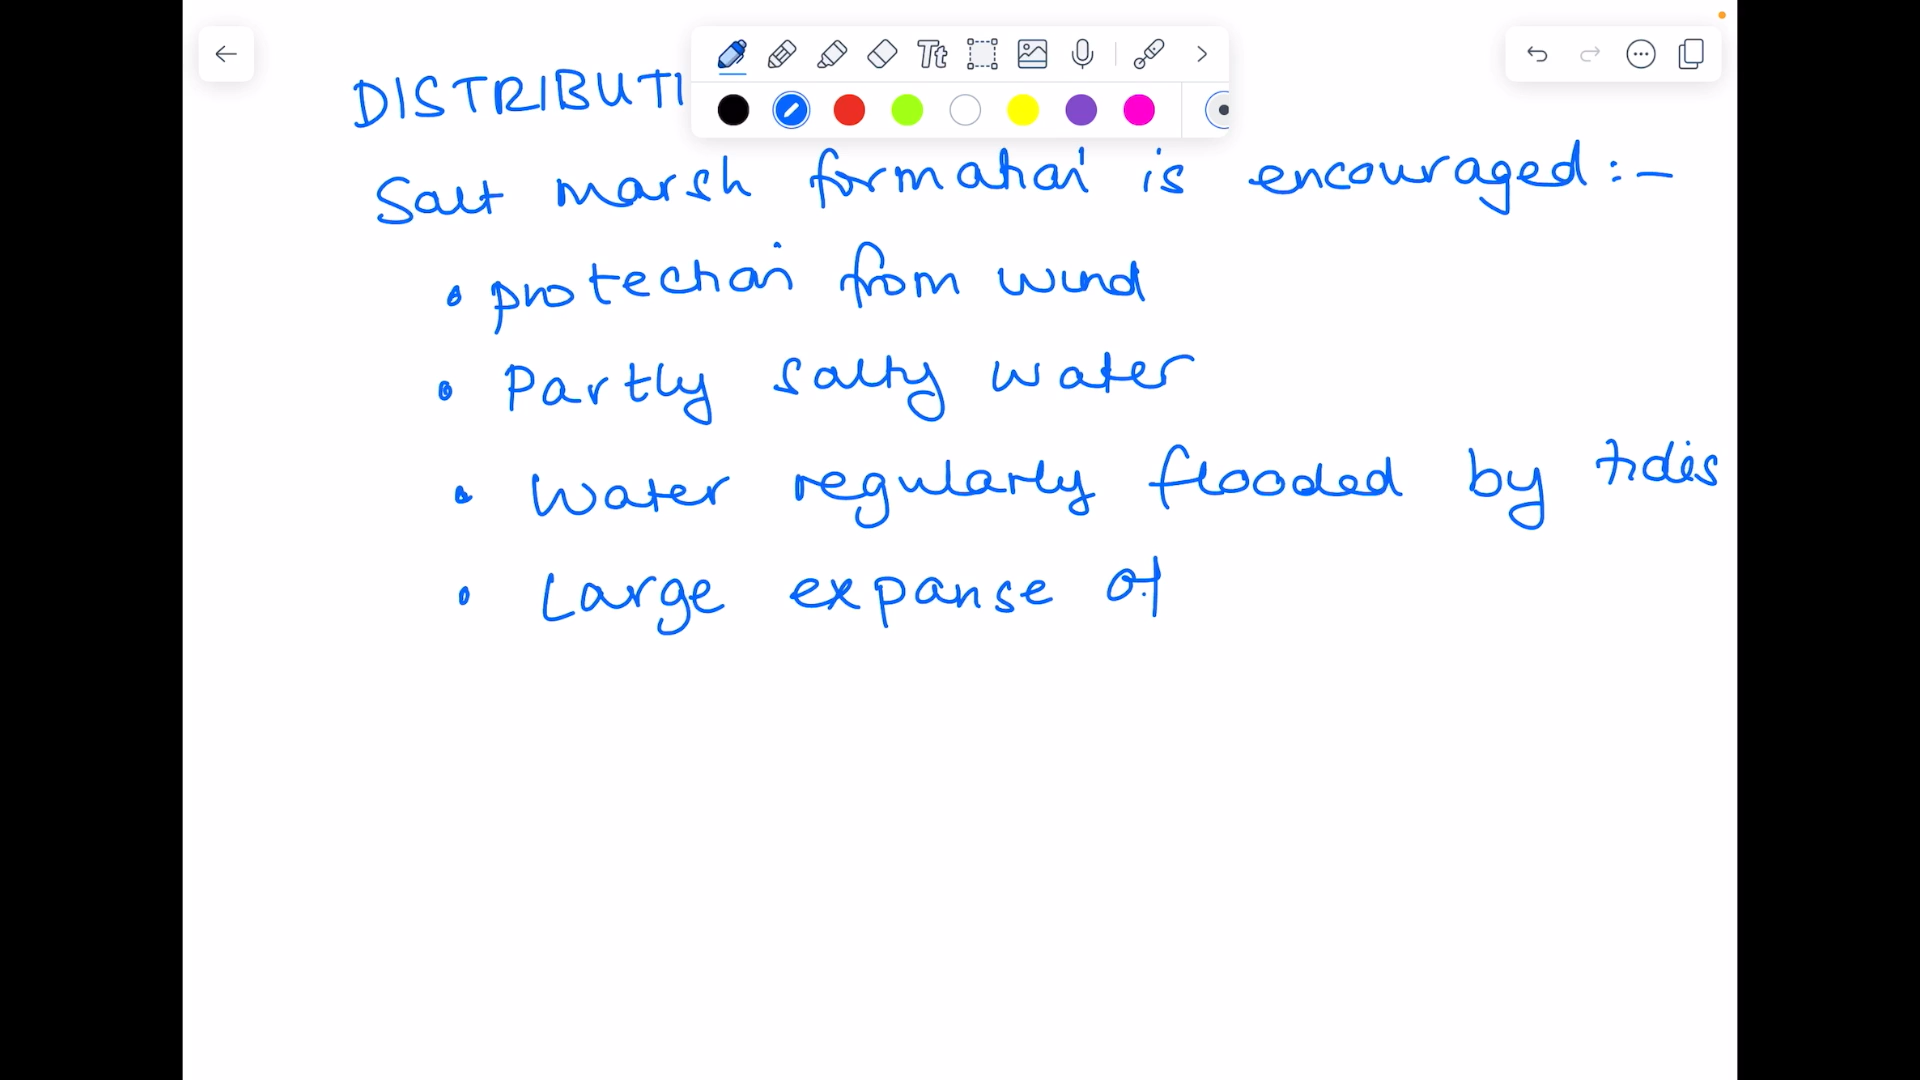 DISTRIBUTI
Salt marsh formation is encouraged:-
• protection from wind
• Partly salty water
• Water regularly flooded by tides
• Large expanse of